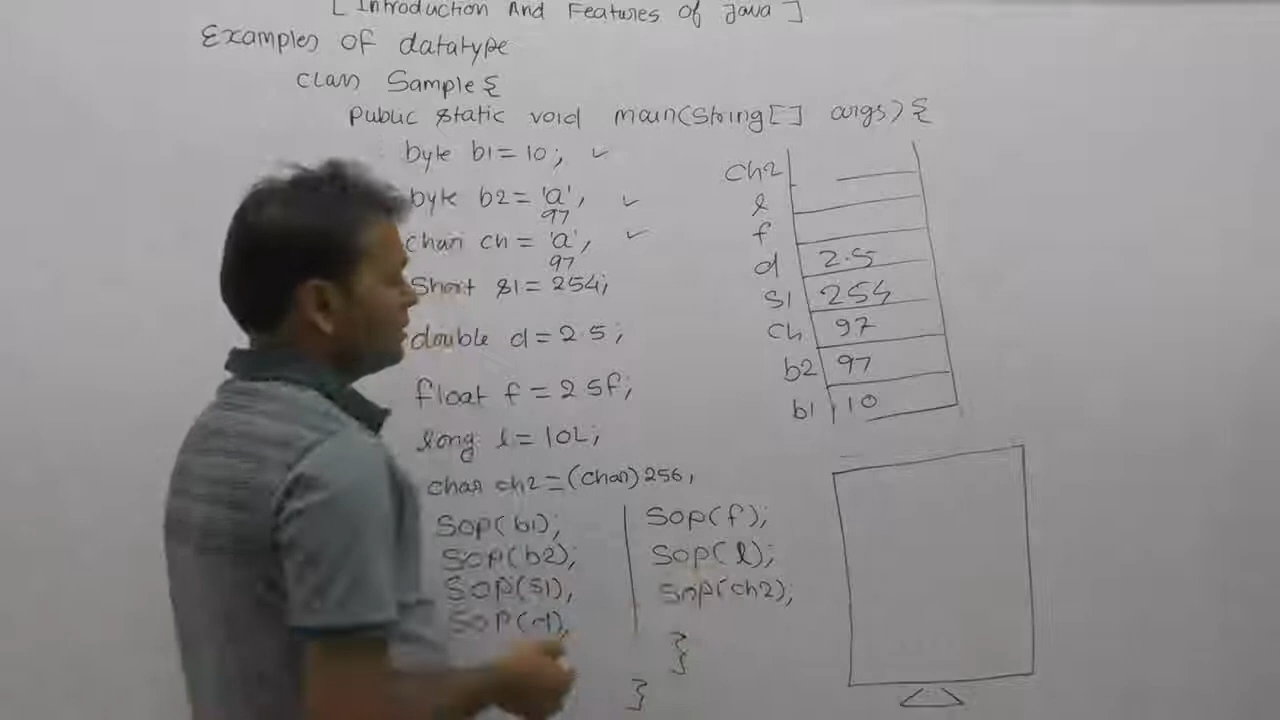 [ Introduction And Features of Java ]
Examples of datatype
class Sample {
public static void main(String[] args) {
byte b1 = 10; ✓
byte b2 = 'a', ✓
97
char ch = 'a', ✓
97
Short s1 = 254;
double d = 2.5;
float f = 2.5f;
long l = 10L;
char ch2 = (char) 256,
SOP(b1);
SOP(b2);
SOP(s1),
SOP(d),
SOP(f);
SOP(l);
SOP(ch2);
}
}
ch2
l
f
d 2.5
s1 254
ch 97
b2 97
b1 10